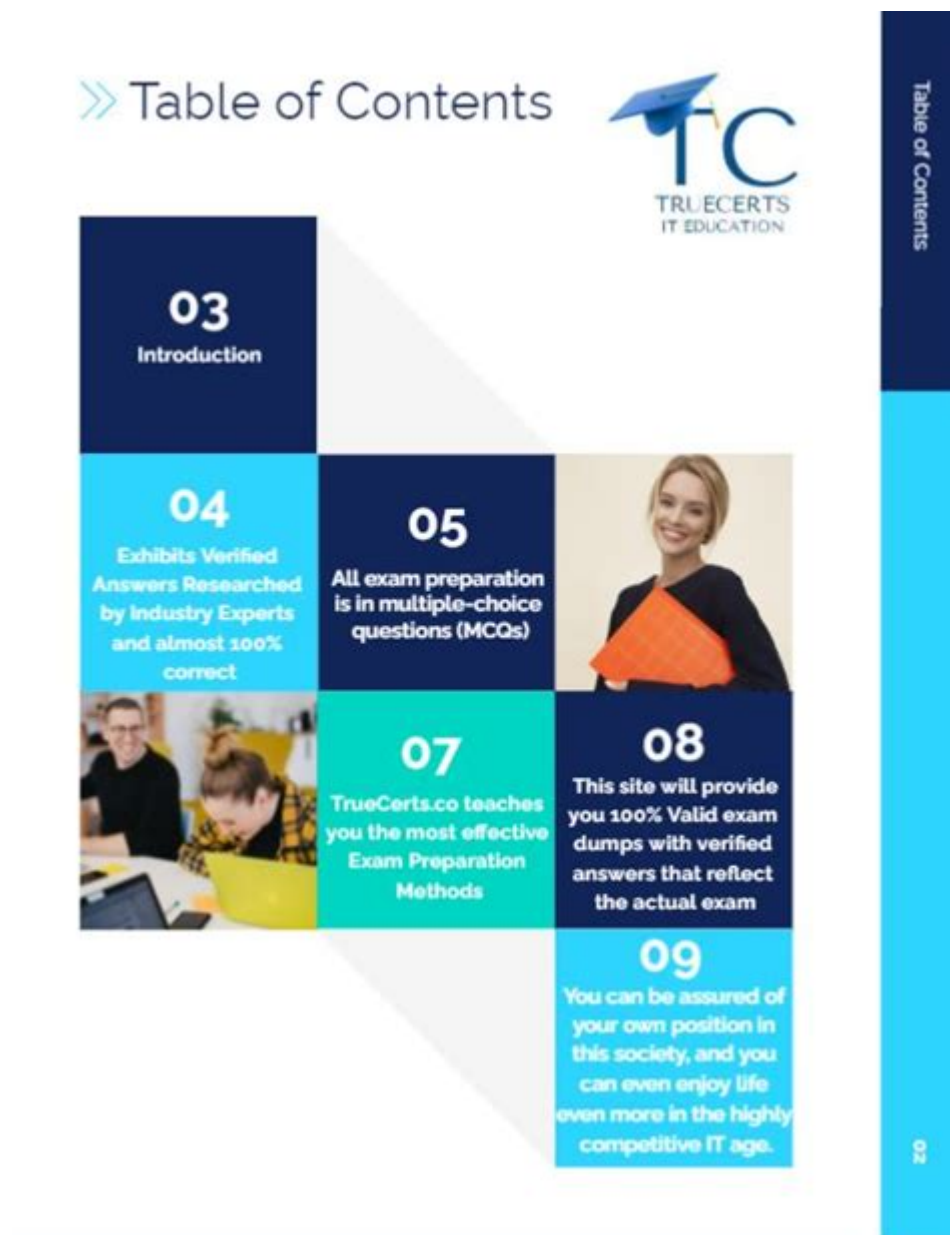 Table of Contents
TC
TRUECERTS
IT EDUCATION
03
Introduction
04
Exhibits Verified
Answers Researched
by Industry Experts
and almost 100%
correct
05
All exam preparation
is in multiple-choice
questions (MCQs)
07
TrueCerts.co teaches
you the most effective
Exam Preparation
Methods
08
This site will provide
you 100% Valid exam
dumps with verified
answers that reflect
the actual exam
09
You can be assured of
your own position in
this society, and you
can even enjoy life
even more in the highly
competitive IT age.
Table of Contents
02